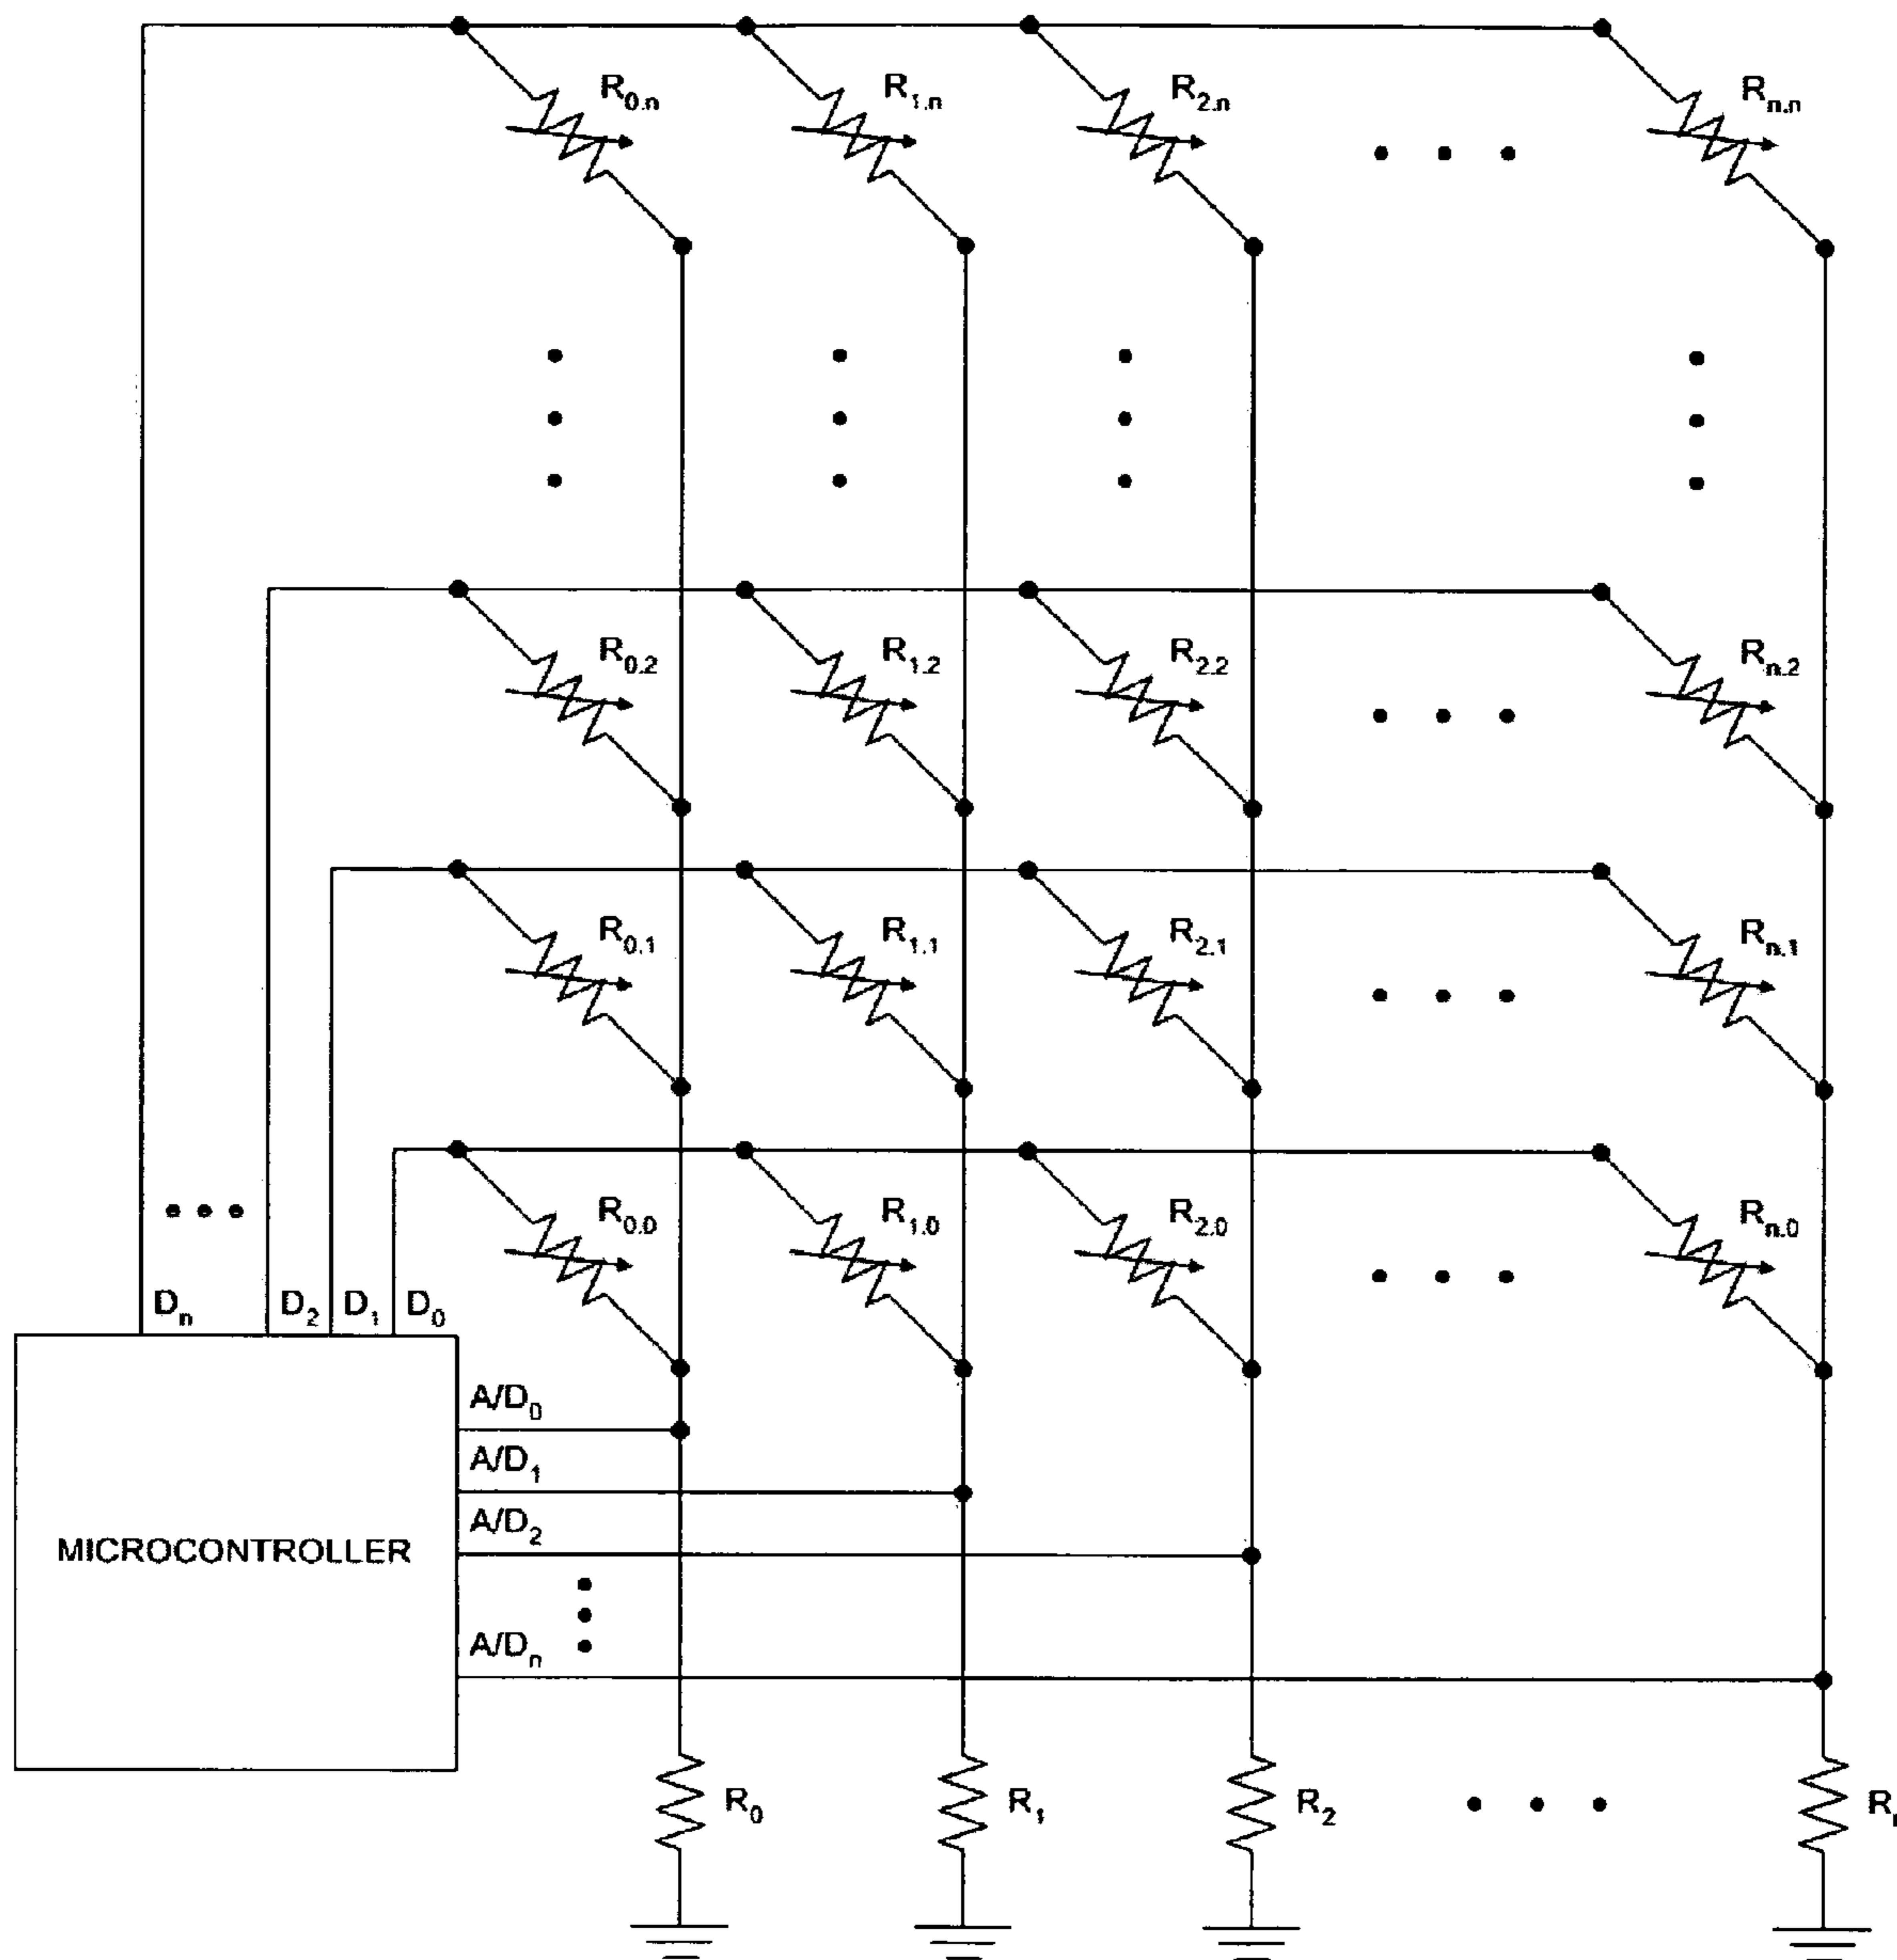 R0.n R1.n R2.n Rn.n
R0.2 R1.2 R2.2 Rn.2
R0.1 R1.1 R2.1 Rn.1
R0.0 R1.0 R2.0 Rn.0
Dn D2 D1 D0
A/D0
A/D1
A/D2
MICROCONTROLLER
A/Dn
R0 R1 R2